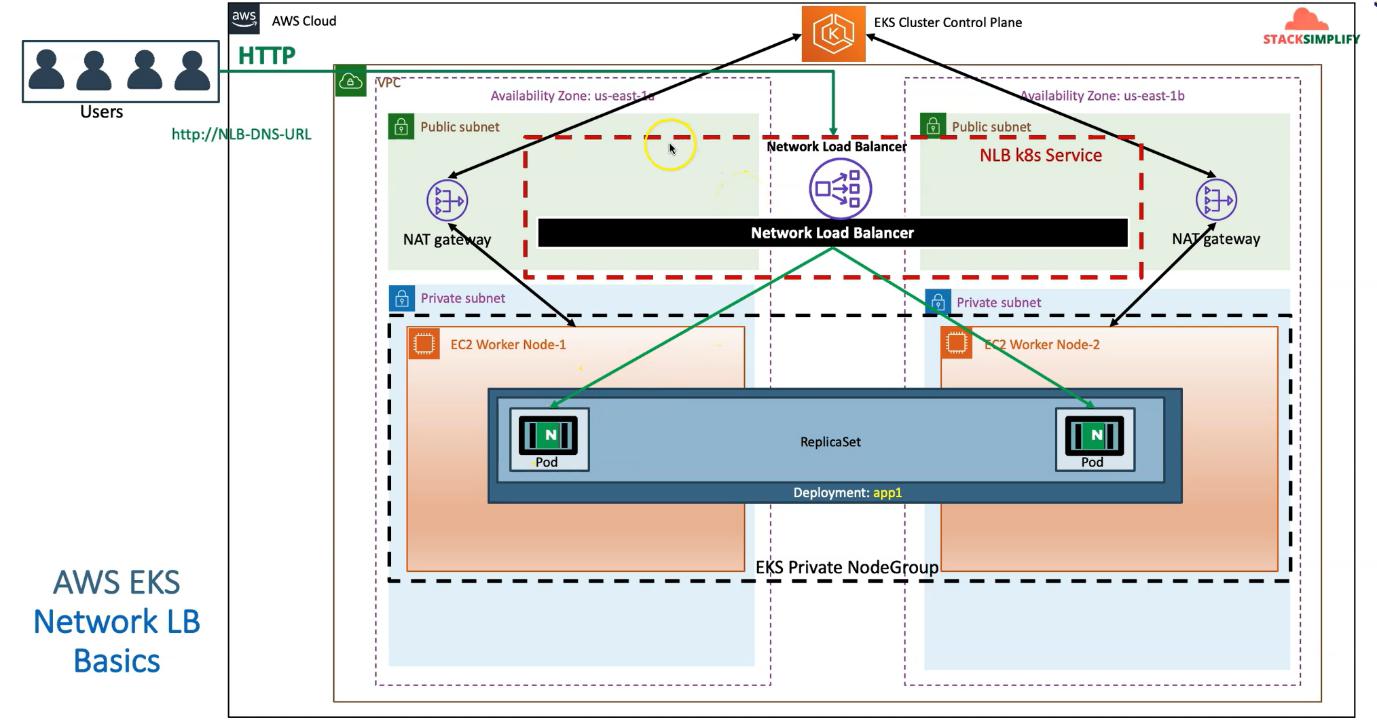 aws
AWS Cloud
EKS Cluster Control Plane
STACKSIMPLIFY
HTTP
Users
http://NLB-DNS-URL
VPC
Availability Zone: us-east-1a
Availability Zone: us-east-1b
Public subnet
Public subnet
Network Load Balancer
NLB k8s Service
Network Load Balancer
NAT gateway
NAT gateway
Private subnet
Private subnet
EC2 Worker Node-1
EC2 Worker Node-2
K
N
Pod
ReplicaSet
N
Pod
Deployment: app1
EKS Private NodeGroup
AWS EKS
Network LB
Basics